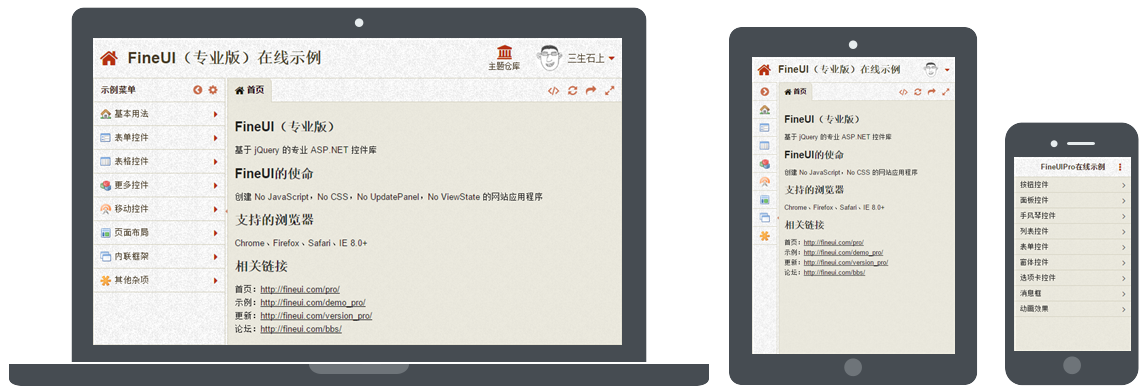 FineUI（专业版）在线示例
主题仓库
三生石上
示例菜单
首页
基本用法
表单控件
表格控件
更多控件
移动控件
页面布局
内联框架
其他杂项
FineUI（专业版）
基于 jQuery 的专业 ASP.NET 控件库
FineUI的使命
创建 No JavaScript，No CSS，No UpdatePanel，No ViewState 的网站应用程序
支持的浏览器
Chrome、Firefox、Safari、IE 8.0+
相关链接
首页：http://fineui.com/pro/
示例：http://fineui.com/demo_pro/
更新：http://fineui.com/version_pro/
论坛：http://fineui.com/bbs/
FineUI（专业版）在线示例
首页
FineUI（专业版）
基于 jQuery 的专业 ASP.NET 控件库
FineUI的使命
创建 No JavaScript，No CSS 的网站应用程序
支持的浏览器
Chrome、Firefox、Safari、IE 8.0+
相关链接
首页：http://fineui.com/pro/
示例：http://fineui.com/demo_pro/
更新：http://fineui.com/version_pro/
论坛：http://fineui.com/bbs/
FineUIPro在线示例
按钮控件
面板控件
手风琴控件
列表控件
表单控件
窗体控件
选项卡控件
消息框
动画效果